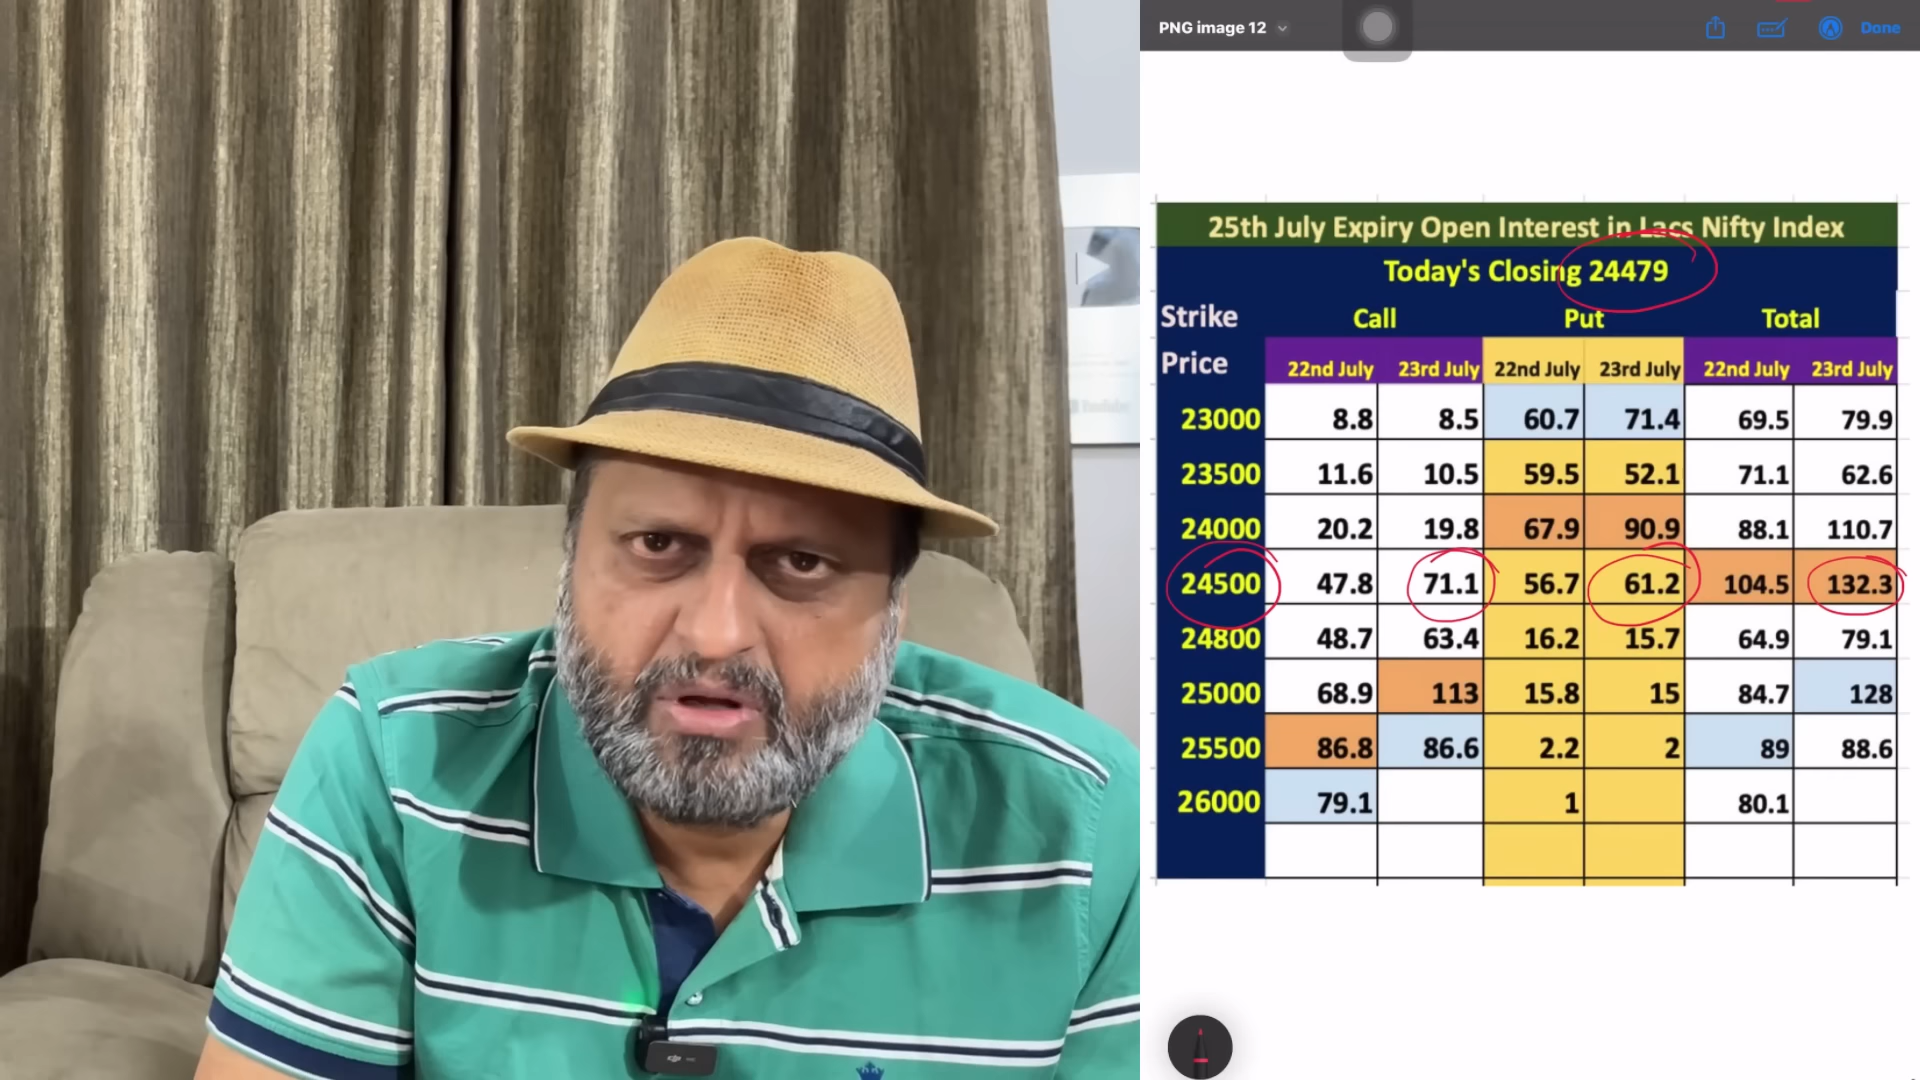 PNG image 12
Done
25th July Expiry Open Interest in Lacs Nifty Index
Today's Closing 24479
Strike Price Call Put Total
22nd July 23rd July 22nd July 23rd July 22nd July 23rd July
23000 8.8 8.5 60.7 71.4 69.5 79.9
23500 11.6 10.5 59.5 52.1 71.1 62.6
24000 20.2 19.8 67.9 90.9 88.1 110.7
24500 47.8 71.1 56.7 61.2 104.5 132.3
24800 48.7 63.4 16.2 15.7 64.9 79.1
25000 68.9 113 15.8 15 84.7 128
25500 86.8 86.6 2.2 2 89 88.6
26000 79.1 1 80.1
dji